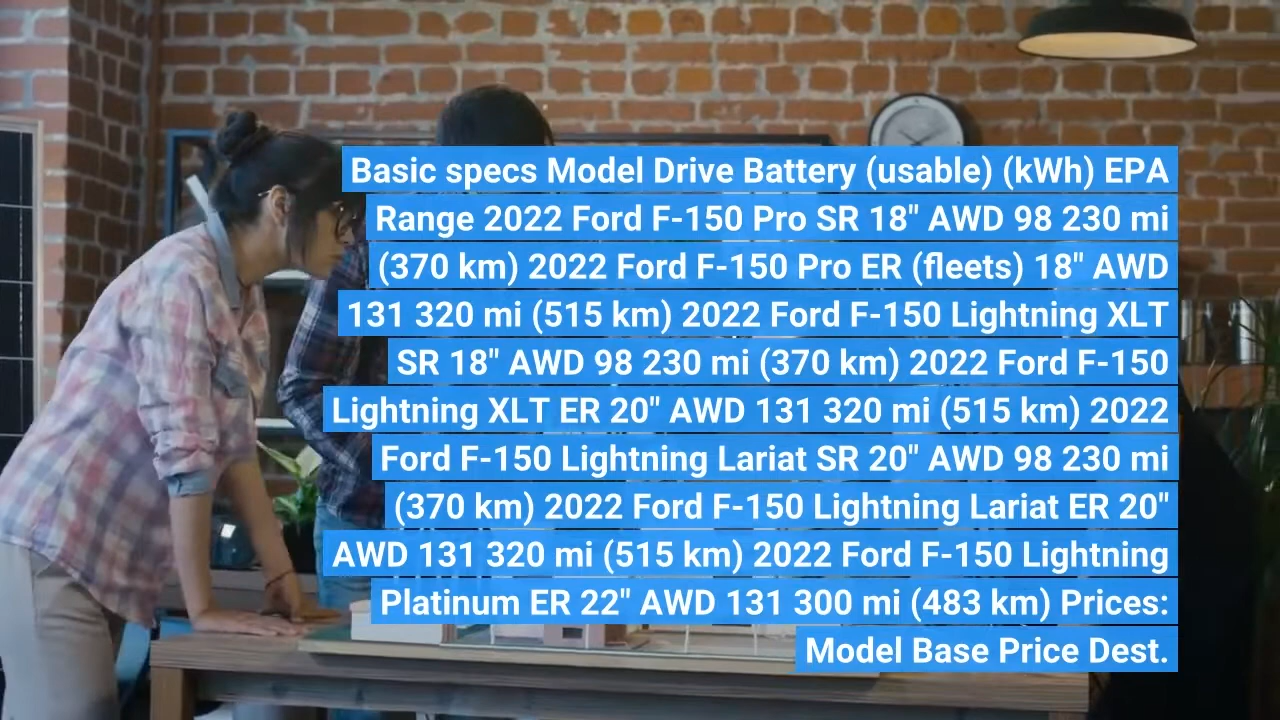 Basic specs Model Drive Battery (usable) (kWh) EPA
Range 2022 Ford F-150 Pro SR 18" AWD 98 230 mi
(370 km) 2022 Ford F-150 Pro ER (fleets) 18" AWD
131 320 mi (515 km) 2022 Ford F-150 Lightning XLT
SR 18" AWD 98 230 mi (370 km) 2022 Ford F-150
Lightning XLT ER 20" AWD 131 320 mi (515 km) 2022
Ford F-150 Lightning Lariat SR 20" AWD 98 230 mi
(370 km) 2022 Ford F-150 Lightning Lariat ER 20"
AWD 131 320 mi (515 km) 2022 Ford F-150 Lightning
Platinum ER 22" AWD 131 300 mi (483 km) Prices:
Model Base Price Dest.